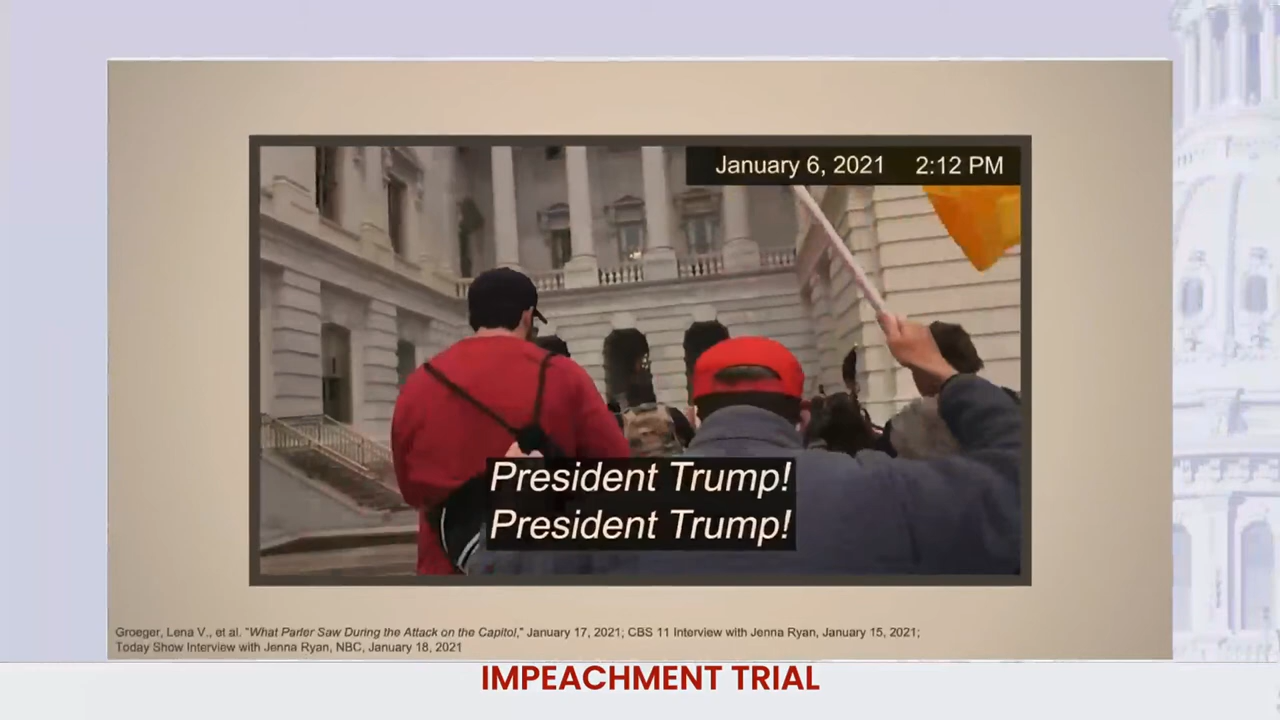 January 6, 2021 2:12 PM
President Trump!
President Trump!
Groeger, Lena V., et al. "What Parler Saw During the Attack on the Capitol," January 17, 2021; CBS 11 Interview with Jenna Ryan, January 15, 2021;
Today Show Interview with Jenna Ryan, NBC, January 18, 2021
IMPEACHMENT TRIAL